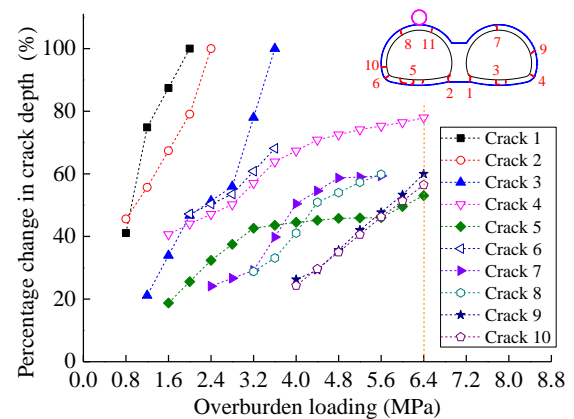 Percentage change in crack depth (%)
100
80
60
40
20
0
0.0 0.8 1.6 2.4 3.2 4.0 4.8 5.6 6.4 7.2 8.0 8.8
Overburden loading (MPa)
8 11 7
9
10
6 5 3 4
2 1
Crack 1
Crack 2
Crack 3
Crack 4
Crack 5
Crack 6
Crack 7
Crack 8
Crack 9
Crack 10